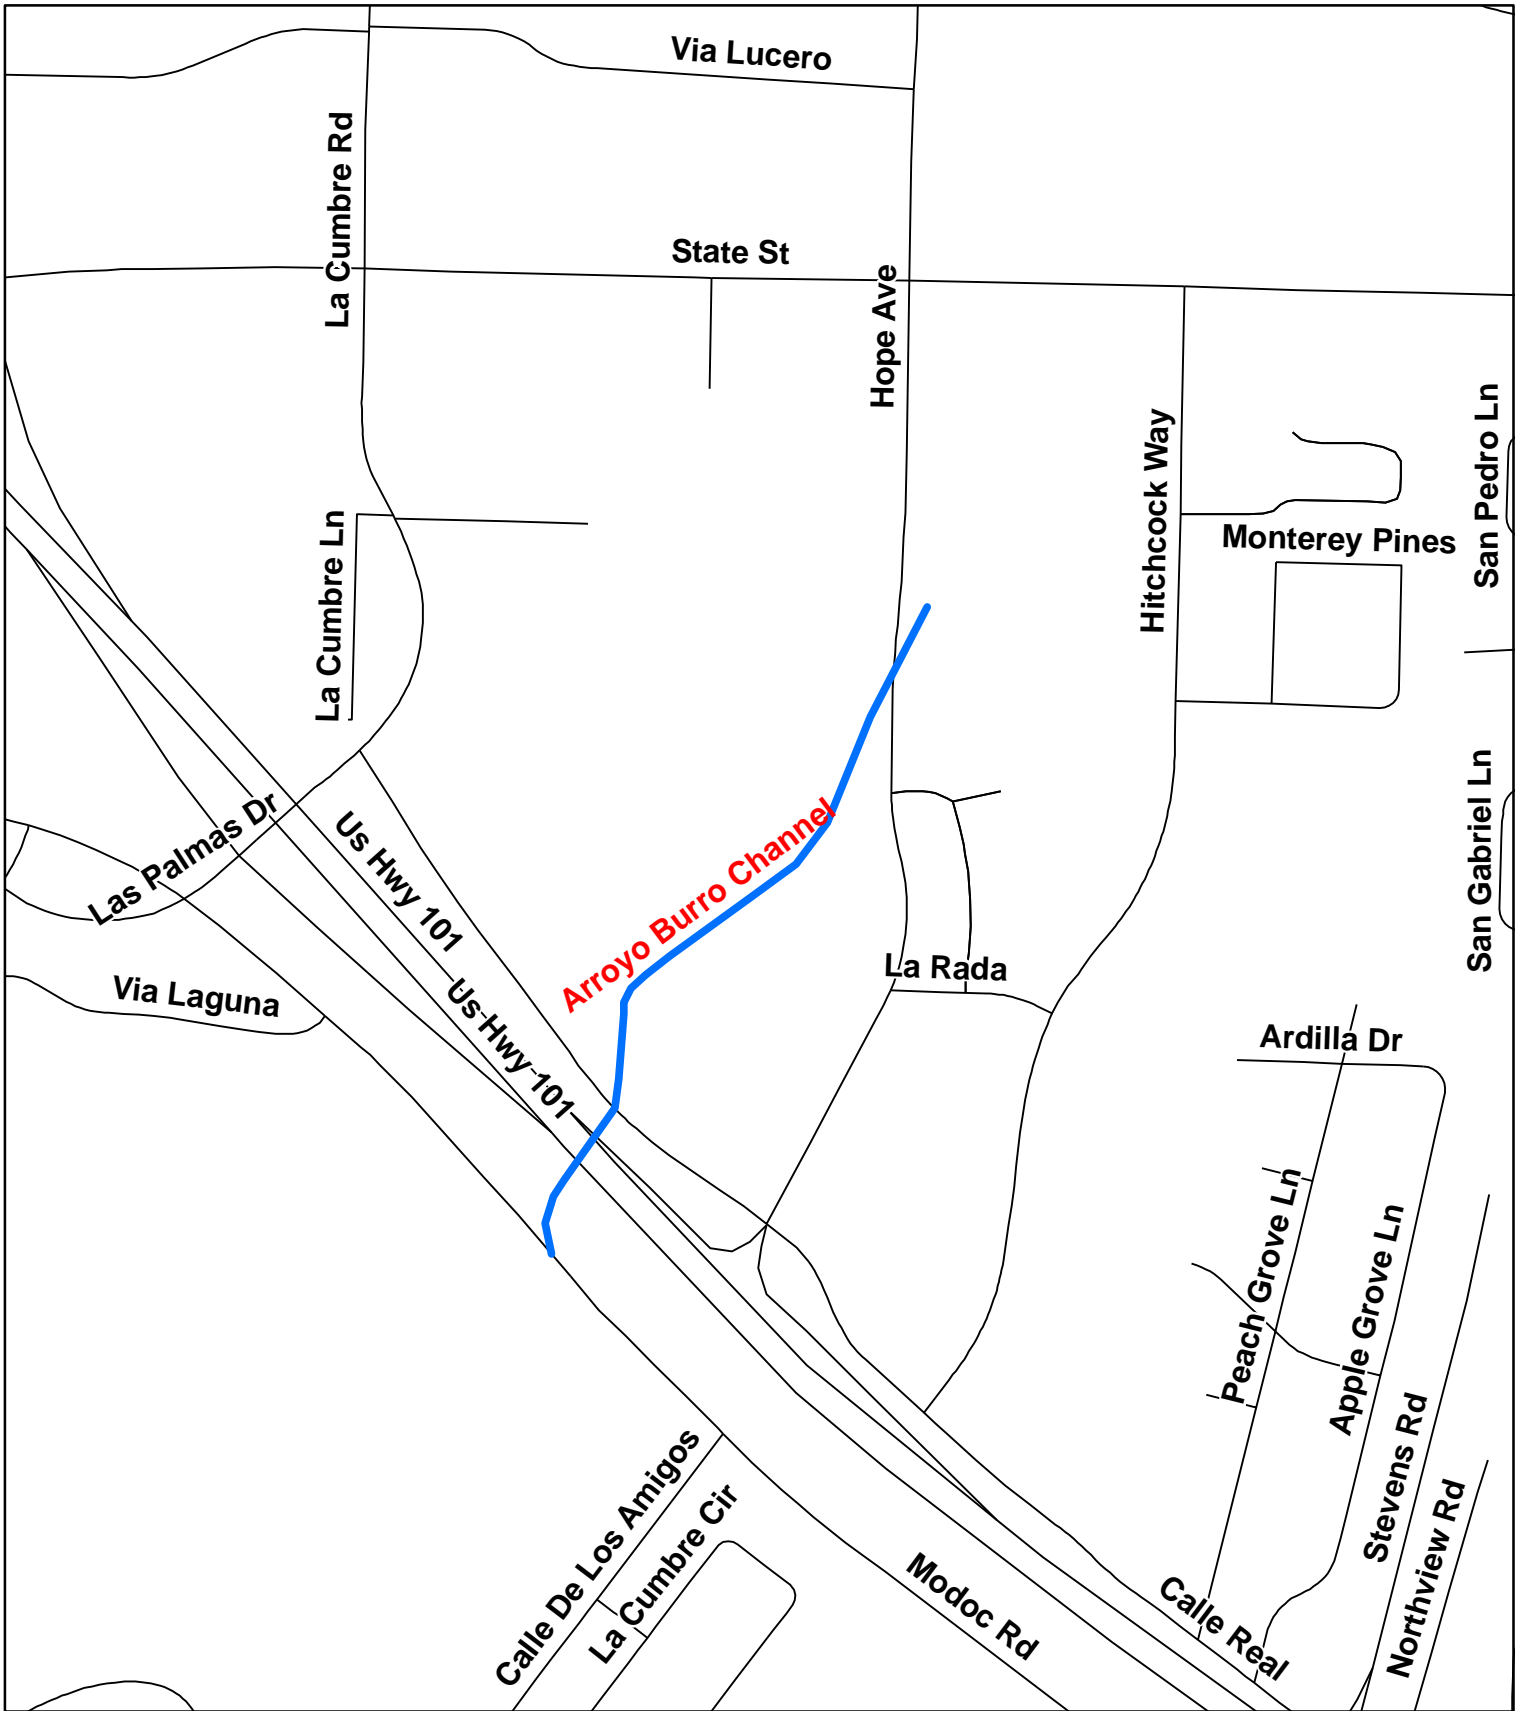 Via Lucero
La Cumbre Rd
State St
Hope Ave
San Pedro Ln
Hitchcock Way
Monterey Pines
La Cumbre Ln
San Gabriel Ln
Las Palmas Dr
Us Hwy 101
Arroyo Burro Channel
La Rada
Via Laguna
Us Hwy 101
Ardilla Dr
Peach Grove Ln
Apple Grove Ln
Stevens Rd
Northview Rd
Calle De Los Amigos
La Cumbre Cir
Modoc Rd
Calle Real